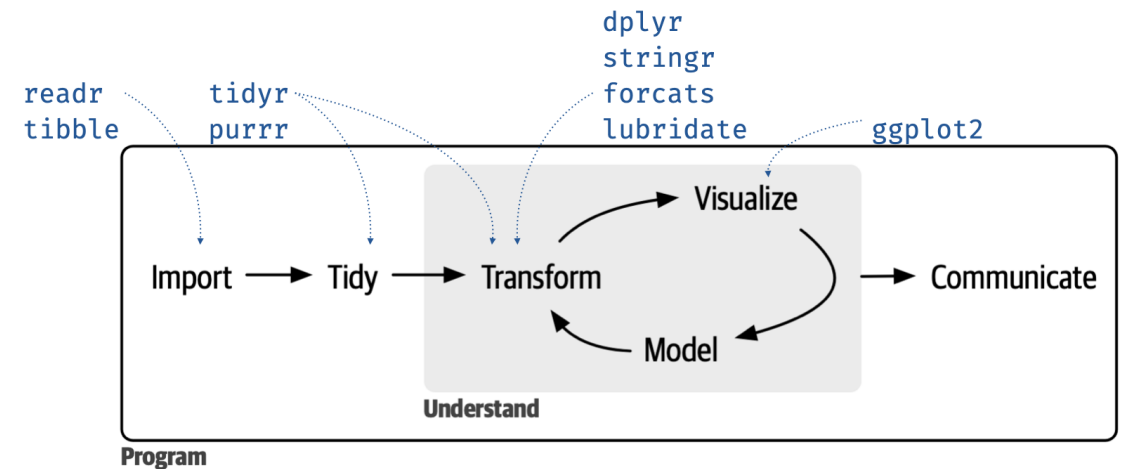 dplyr
stringr
readr tidyr forcats
tibble purrr lubridate ggplot2
Visualize
Import Tidy Transform Communicate
Model
Understand
Program